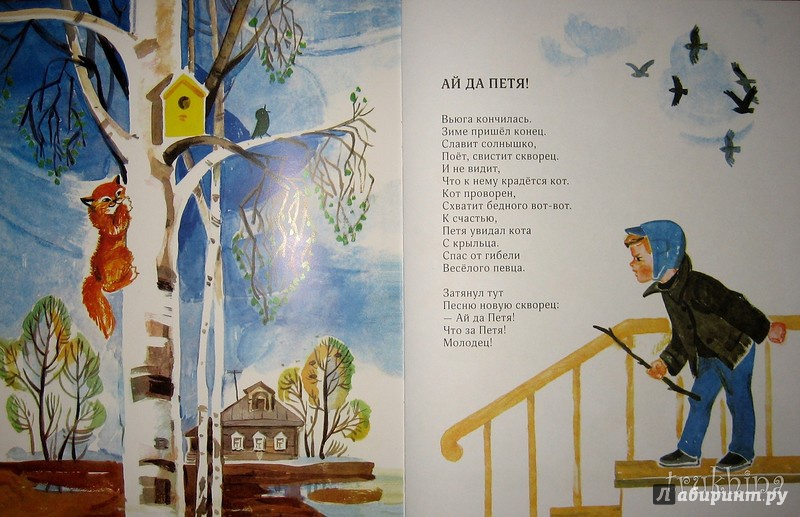 АЙ ДА ПЕТЯ!
Вьюга кончилась.
Зиме пришёл конец.
Славит солнышко,
Поёт, свистит скворец.
И не видит,
Что к нему крадётся кот.
Кот проворен,
Схватит бедного вот-вот.
К счастью,
Петя увидал кота
С крыльца.
Спас от гибели
Весёлого певца.
Затянул тут
Песню новую скворец:
— Ай да Петя!
Что за Петя!
Молодец!
trukhina
Лабиринт.ру